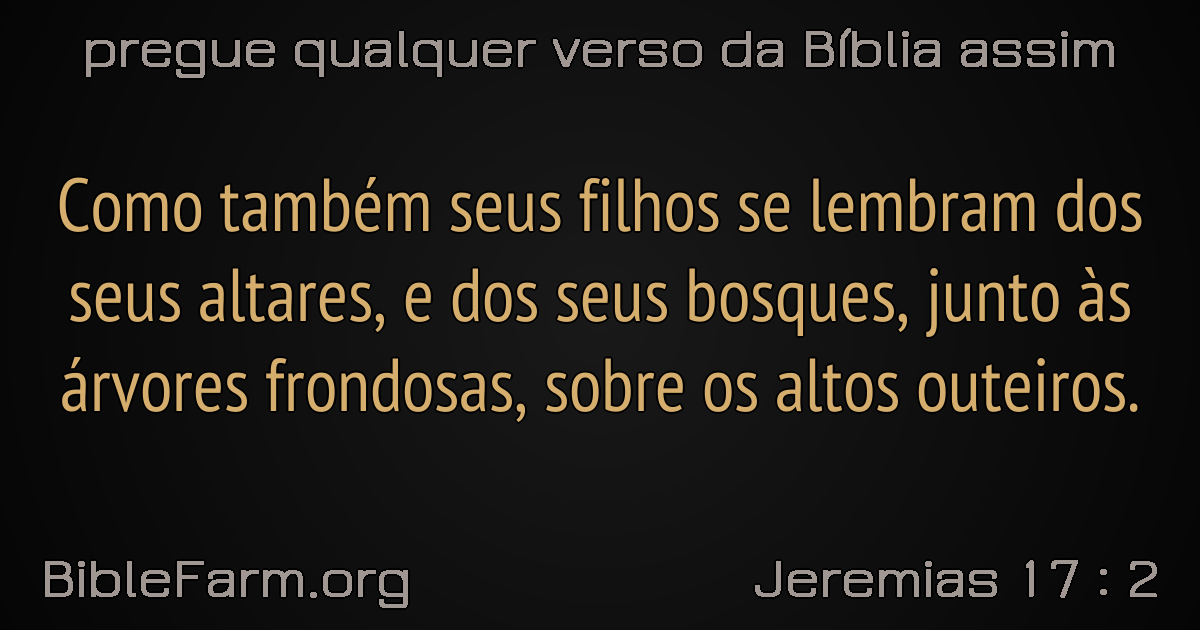 pregue qualquer verso da Bíblia assim
Como também seus filhos se lembram dos
seus altares, e dos seus bosques, junto às
árvores frondosas, sobre os altos outeiros.
BibleFarm.org
Jeremias 17 : 2